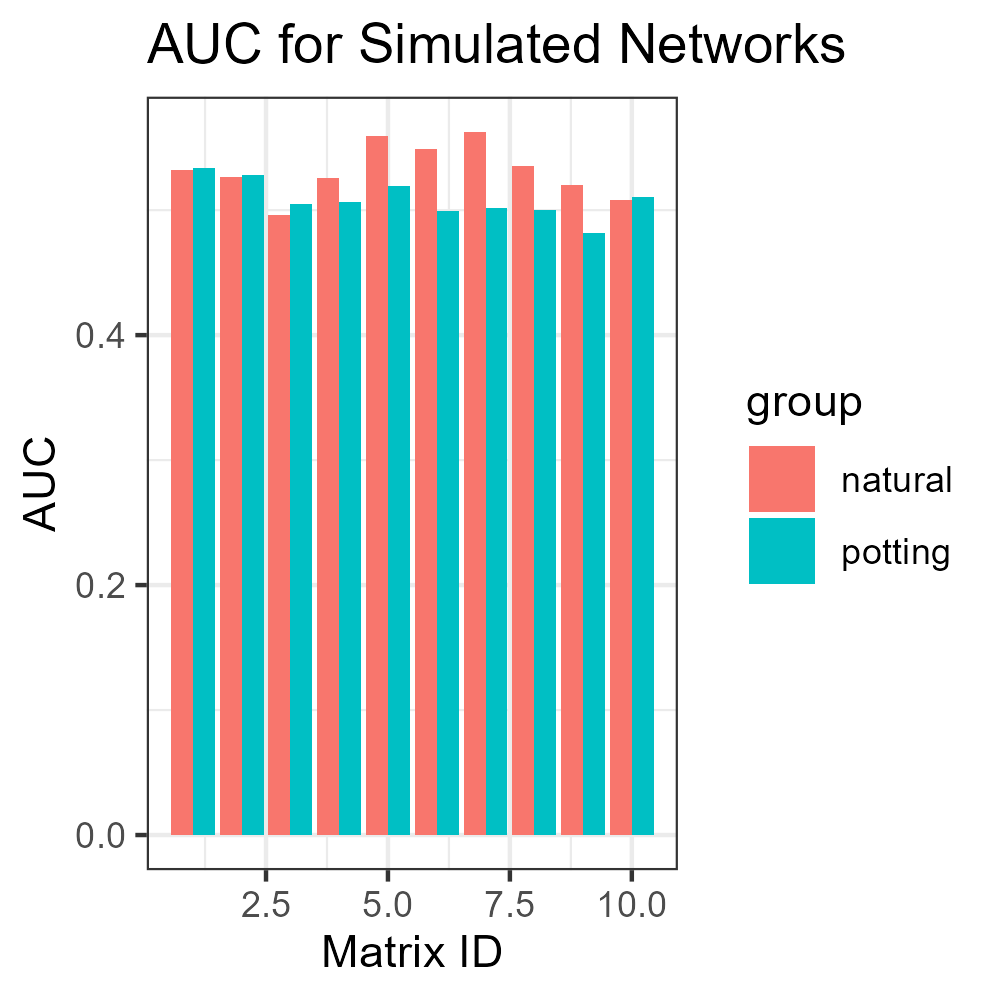 AUC for Simulated Networks
AUC
0.4
0.2
0.0
2.5 5.0 7.5 10.0
Matrix ID
group
natural
potting